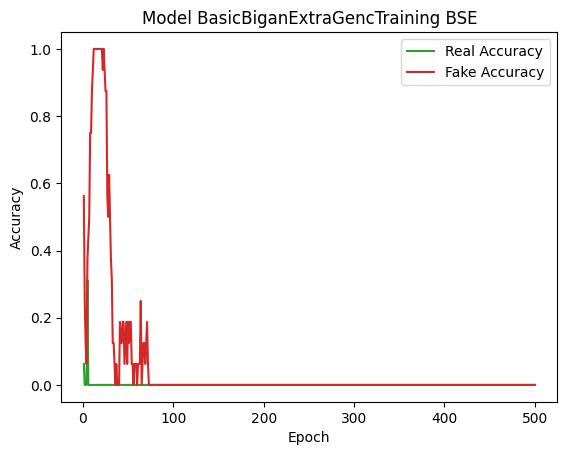 Model BasicBiganExtraGencTraining BSE
Real Accuracy
Fake Accuracy
1.0
0.8
0.6
0.4
0.2
0.0
Accuracy
0 100 200 300 400 500
Epoch